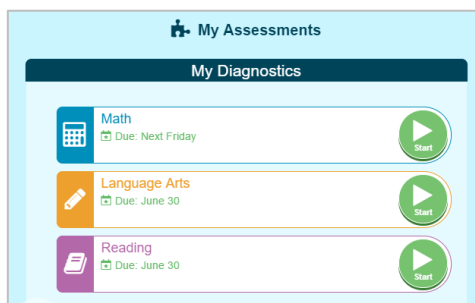 My Assessments
My Diagnostics
Math
Due: Next Friday
Start
Language Arts
Due: June 30
Start
Reading
Due: June 30
Start